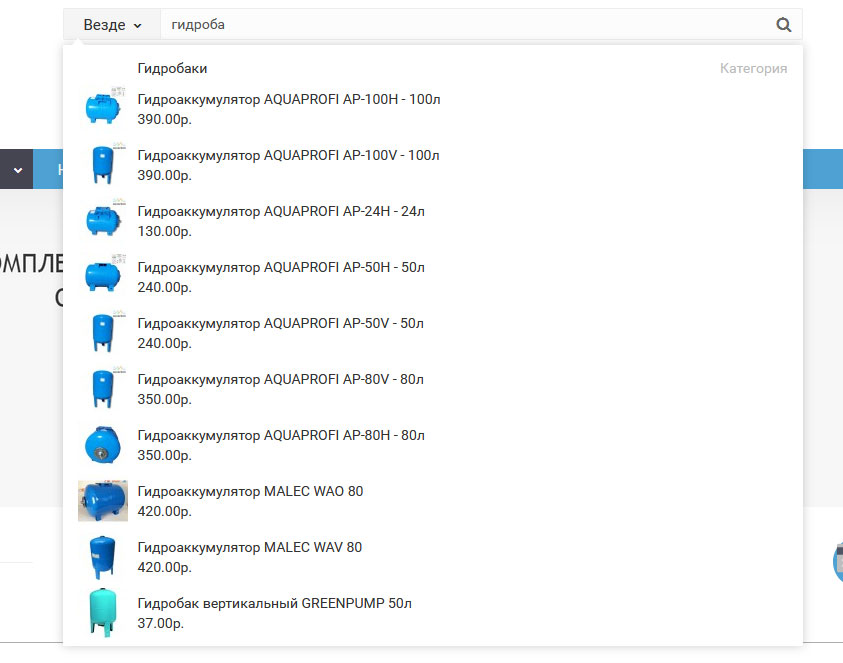 Везде
гидроба
Гидробаки
Категория
Гидроаккумулятор AQUAPROFI AP-100H - 100л
390.00р.
Гидроаккумулятор AQUAPROFI AP-100V - 100л
390.00р.
Гидроаккумулятор AQUAPROFI AP-24H - 24л
130.00р.
Гидроаккумулятор AQUAPROFI AP-50H - 50л
240.00р.
Гидроаккумулятор AQUAPROFI AP-50V - 50л
240.00р.
Гидроаккумулятор AQUAPROFI AP-80V - 80л
350.00р.
Гидроаккумулятор AQUAPROFI AP-80H - 80л
350.00р.
Гидроаккумулятор MALEC WAO 80
420.00р.
Гидроаккумулятор MALEC WAV 80
420.00р.
Гидробак вертикальный GREENPUMP 50л
37.00р.